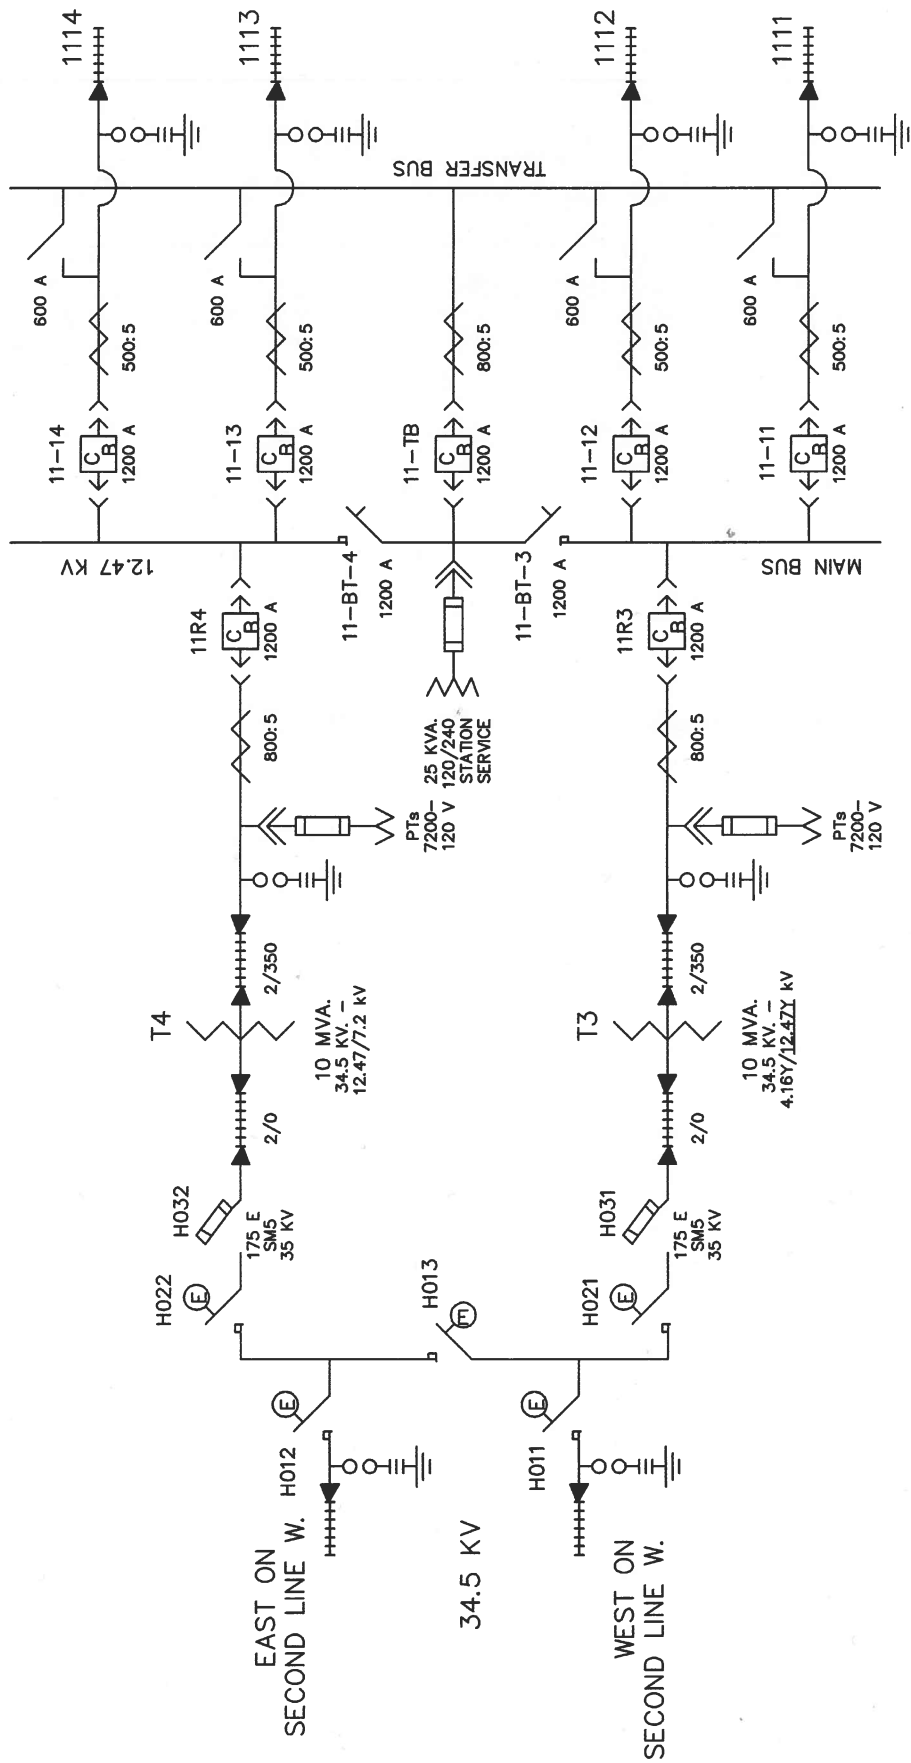 1114
1113
1112
1111
TRANSFER BUS
600 A
600 A
600 A
600 A
500:5
500:5
800:5
500:5
500:5
11-14
11-13
11-TB
11-12
11-11
C
R
C
R
C
R
C
R
C
R
1200 A
1200 A
1200 A
1200 A
1200 A
12.47 KV
MAIN BUS
11-BT-4
1200 A
11-BT-3
1200 A
11R4
C
R
1200 A
11R3
C
R
1200 A
800:5
800:5
25 KVA.
120/240
STATION
SERVICE
PTs
7200-
120 V
PTs
7200-
120 V
2/350
2/350
T4
10 MVA.
34.5 KV. -
12.47/7.2 kV
T3
10 MVA.
34.5 KV. -
4.16Y/12.47Y kV
2/0
2/0
H032
175 E
SM5
35 KV
H031
175 E
SM5
35 KV
H022
E
H013
E
H021
E
H012
E
H011
E
EAST ON
SECOND LINE W.
34.5 KV
WEST ON
SECOND LINE W.